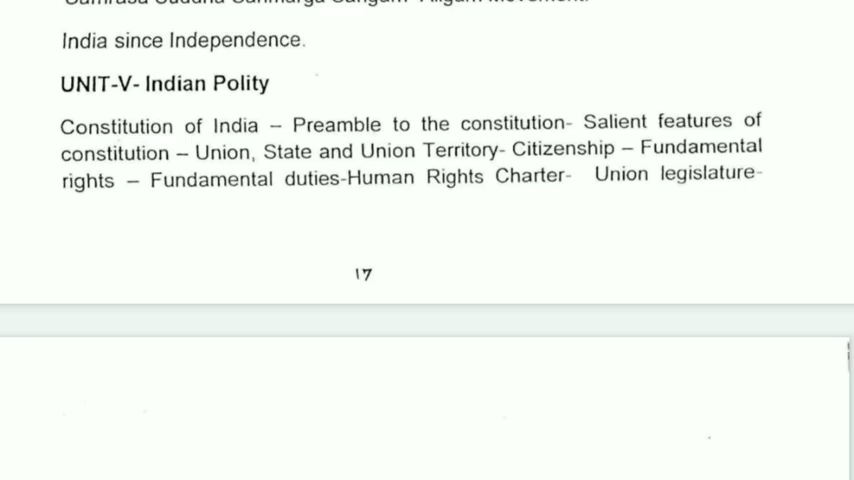 India since Independence.
UNIT-V- Indian Polity
Constitution of India – Preamble to the constitution- Salient features of
constitution – Union, State and Union Territory- Citizenship – Fundamental
rights – Fundamental duties-Human Rights Charter- Union legislature-
17